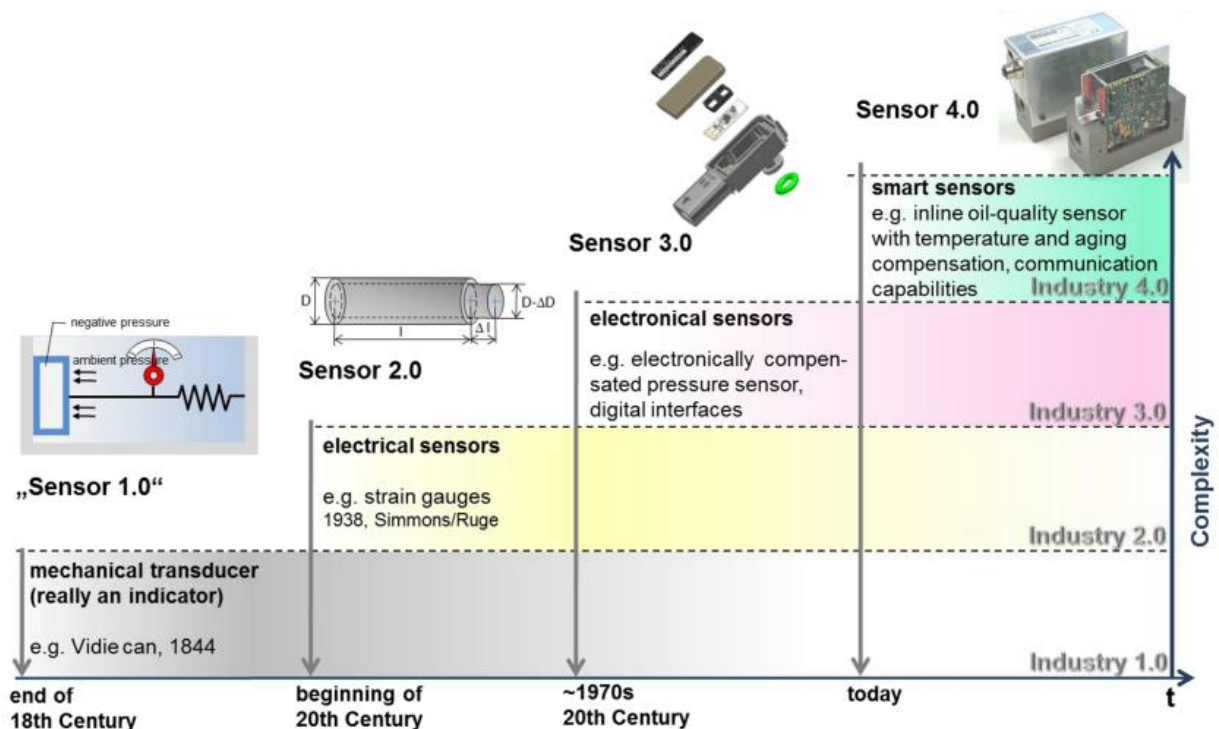 Sensor 4.0
smart sensors
e.g. inline oil-quality sensor
with temperature and aging
compensation, communication
capabilities
Industry 4.0
Sensor 3.0
electronical sensors
e.g. electronically compen-
sated pressure sensor,
digital interfaces
Industry 3.0
D
D-ΔD
l
Δ l
Sensor 2.0
electrical sensors
e.g. strain gauges
1938, Simmons/Ruge
Industry 2.0
negative pressure
ambient pressure
„Sensor 1.0“
mechanical transducer
(really an indicator)
e.g. Vidie can, 1844
Industry 1.0
Complexity
end of
18th Century
beginning of
20th Century
~1970s
20th Century
today
t